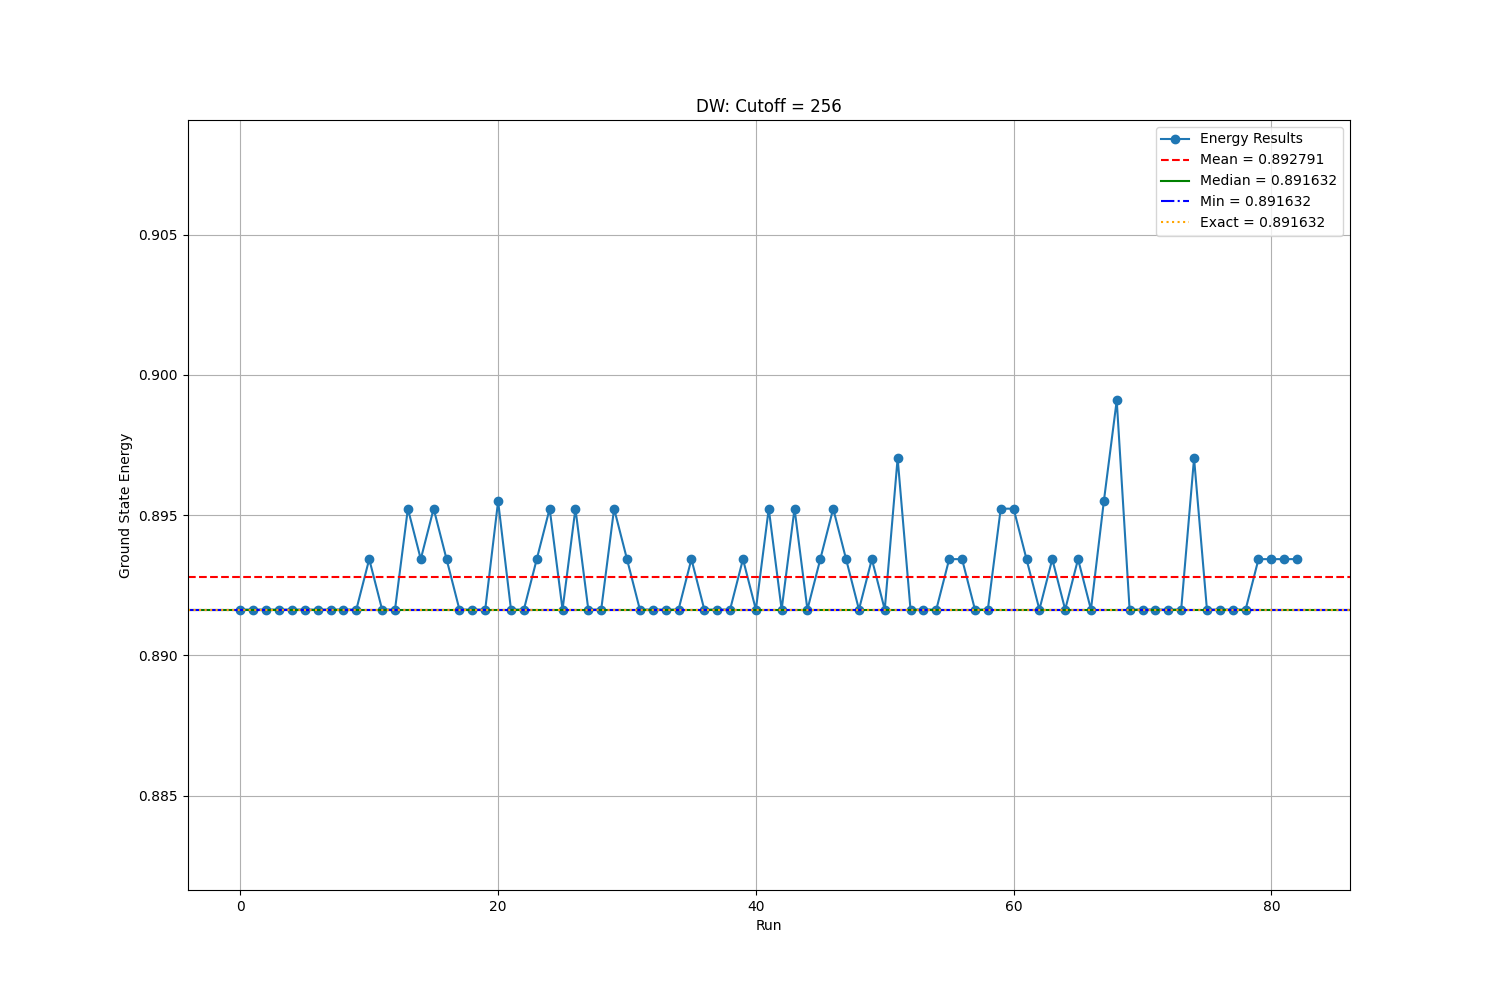 DW: Cutoff = 256
Energy Results
Mean = 0.892791
Median = 0.891632
Min = 0.891632
Exact = 0.891632
Ground State Energy
0.905
0.900
0.895
0.890
0.885
0 20 40 60 80
Run